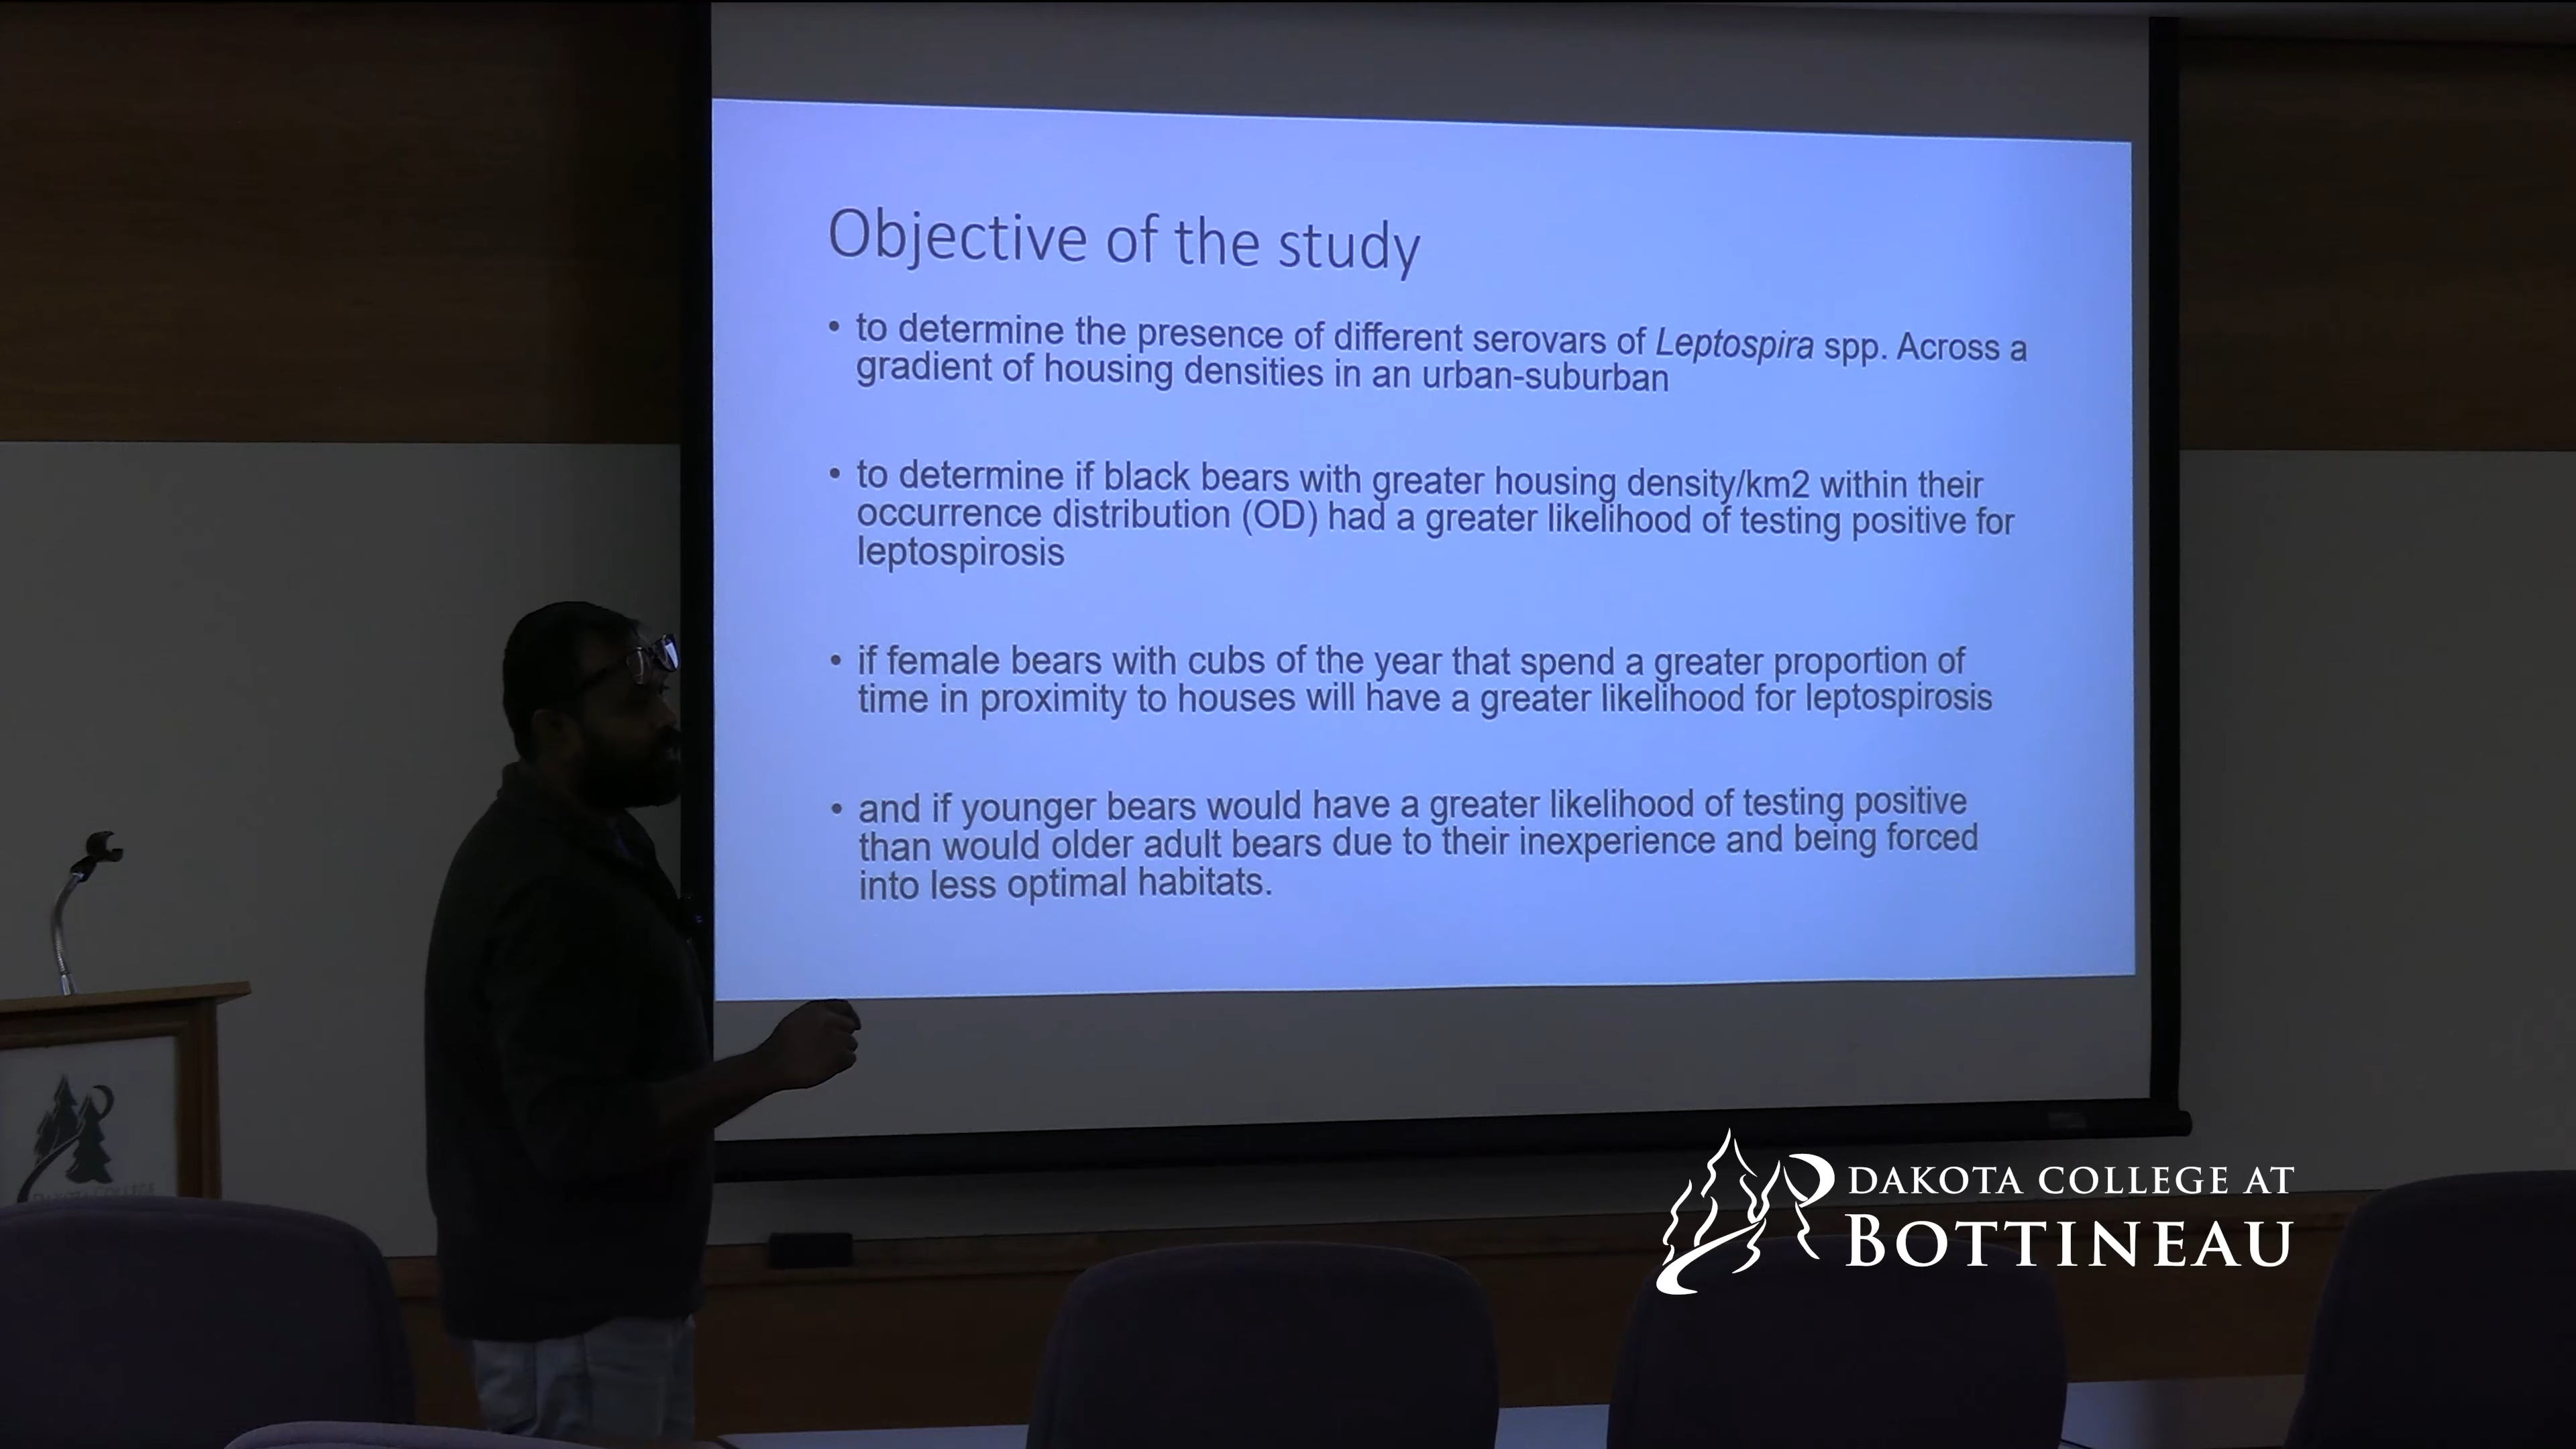 Objective of the study
• to determine the presence of different serovars of Leptospira spp. Across a
gradient of housing densities in an urban-suburban
• to determine if black bears with greater housing density/km2 within their
occurrence distribution (OD) had a greater likelihood of testing positive for
leptospirosis
• if female bears with cubs of the year that spend a greater proportion of
time in proximity to houses will have a greater likelihood for leptospirosis
• and if younger bears would have a greater likelihood of testing positive
than would older adult bears due to their inexperience and being forced
into less optimal habitats.
DAKOTA COLLEGE
DAKOTA COLLEGE AT
BOTTINEAU